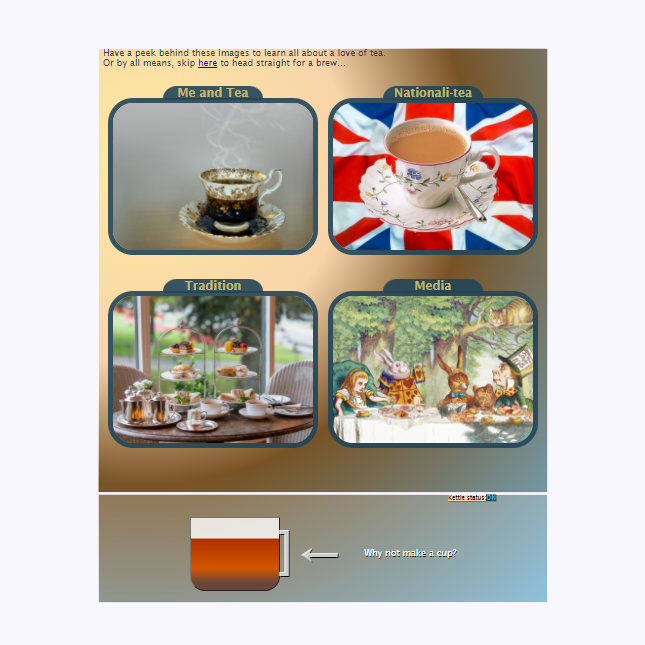 Have a peek behind these images to learn all about a love of tea.
Or by all means, skip here to head straight for a brew...
Me and Tea
Nationali-tea
Tradition
Media
Kettle status: On
Why not make a cup?